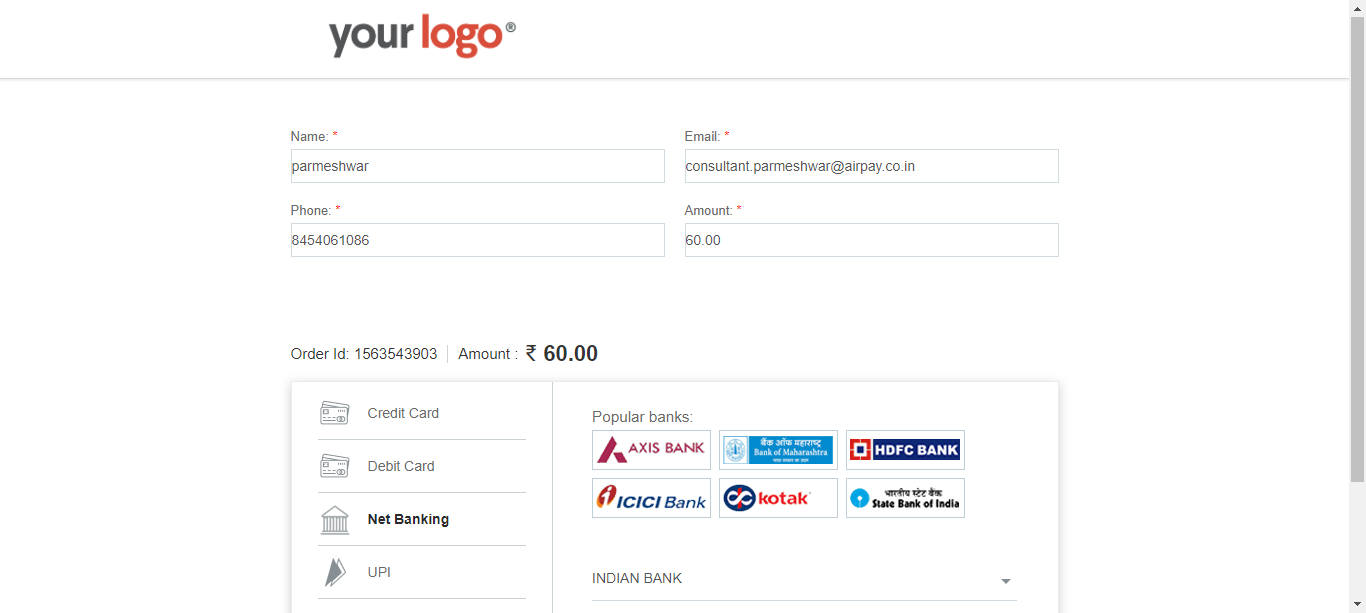 your logo®
Name: *
Email: *
parmeshwar
consultant.parmeshwar@airpay.co.in
Phone: *
Amount: *
8454061086
60.00
Order Id: 1563543903
Amount : ₹ 60.00
Credit Card
Debit Card
Net Banking
UPI
Popular banks:
AXIS BANK
बैंक ऑफ महाराष्ट्र
Bank of Maharashtra
HDFC BANK
ICICI Bank
kotak
भारतीय स्टेट बैंक
State Bank of India
INDIAN BANK